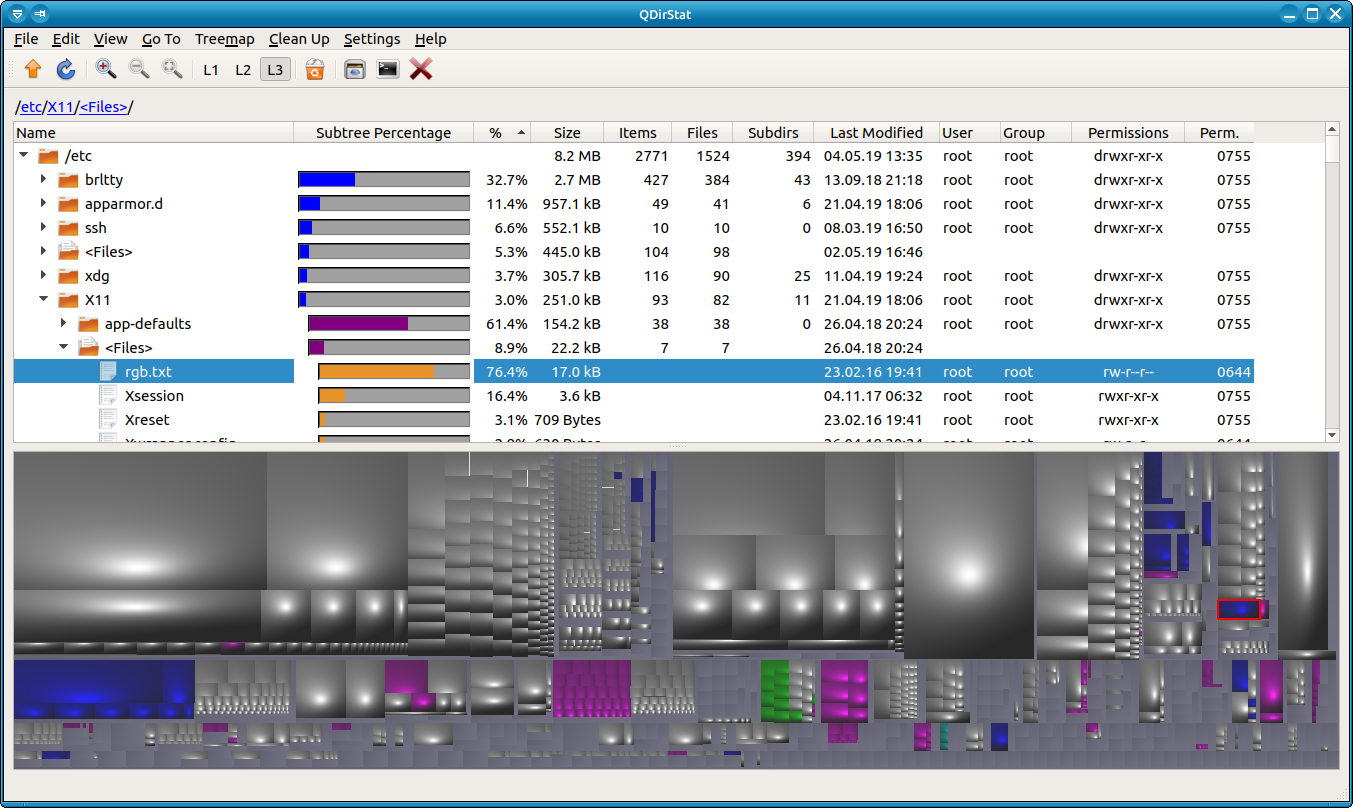 QDirStat
File Edit View Go To Treemap Clean Up Settings Help
L1 L2 L3
/etc/X11/<Files>/
Name Subtree Percentage % Size Items Files Subdirs Last Modified User Group Permissions Perm.
/etc 8.2 MB 2771 1524 394 04.05.19 13:35 root root drwxr-xr-x 0755
brltty 32.7% 2.7 MB 427 384 43 13.09.18 21:18 root root drwxr-xr-x 0755
apparmor.d 11.4% 957.1 kB 49 41 6 21.04.19 18:06 root root drwxr-xr-x 0755
ssh 6.6% 552.1 kB 10 10 0 08.03.19 16:50 root root drwxr-xr-x 0755
<Files> 5.3% 445.0 kB 104 98 02.05.19 16:46
xdg 3.7% 305.7 kB 116 90 25 11.04.19 19:24 root root drwxr-xr-x 0755
X11 3.0% 251.0 kB 93 82 11 21.04.19 18:06 root root drwxr-xr-x 0755
app-defaults 61.4% 154.2 kB 38 38 0 26.04.18 20:24 root root drwxr-xr-x 0755
<Files> 8.9% 22.2 kB 7 7 26.04.18 20:24
rgb.txt 76.4% 17.0 kB 23.02.16 19:41 root root rw-r--r-- 0644
Xsession 16.4% 3.6 kB 04.11.17 06:32 root root rwxr-xr-x 0755
Xreset 3.1% 709 Bytes 23.02.16 19:41 root root rwxr-xr-x 0755